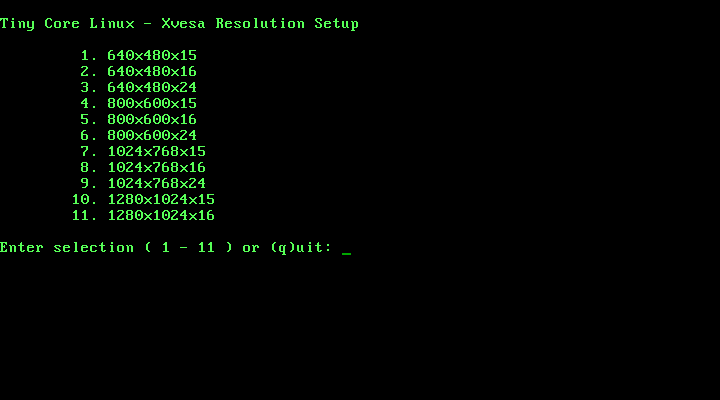 Tiny Core Linux - Xvesa Resolution Setup
1. 640x480x15
2. 640x480x16
3. 640x480x24
4. 800x600x15
5. 800x600x16
6. 800x600x24
7. 1024x768x15
8. 1024x768x16
9. 1024x768x24
10. 1280x1024x15
11. 1280x1024x16
Enter selection ( 1 - 11 ) or (q)uit: _